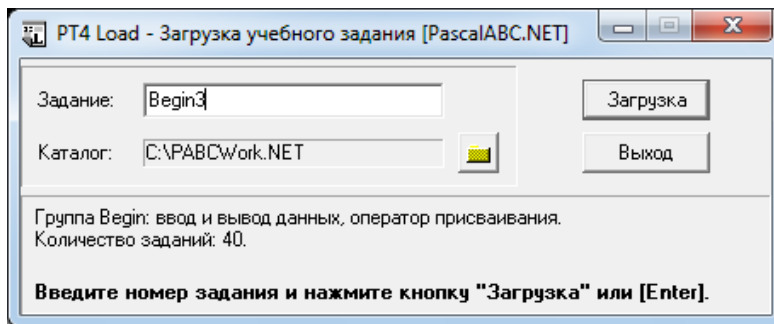 PT4 Load - Загрузка учебного задания [PascalABC.NET]
Задание: Begin3 Загрузка
Каталог: C:\PABCWork.NET Выход
Группа Begin: ввод и вывод данных, оператор присваивания.
Количество заданий: 40.
Введите номер задания и нажмите кнопку "Загрузка" или [Enter].